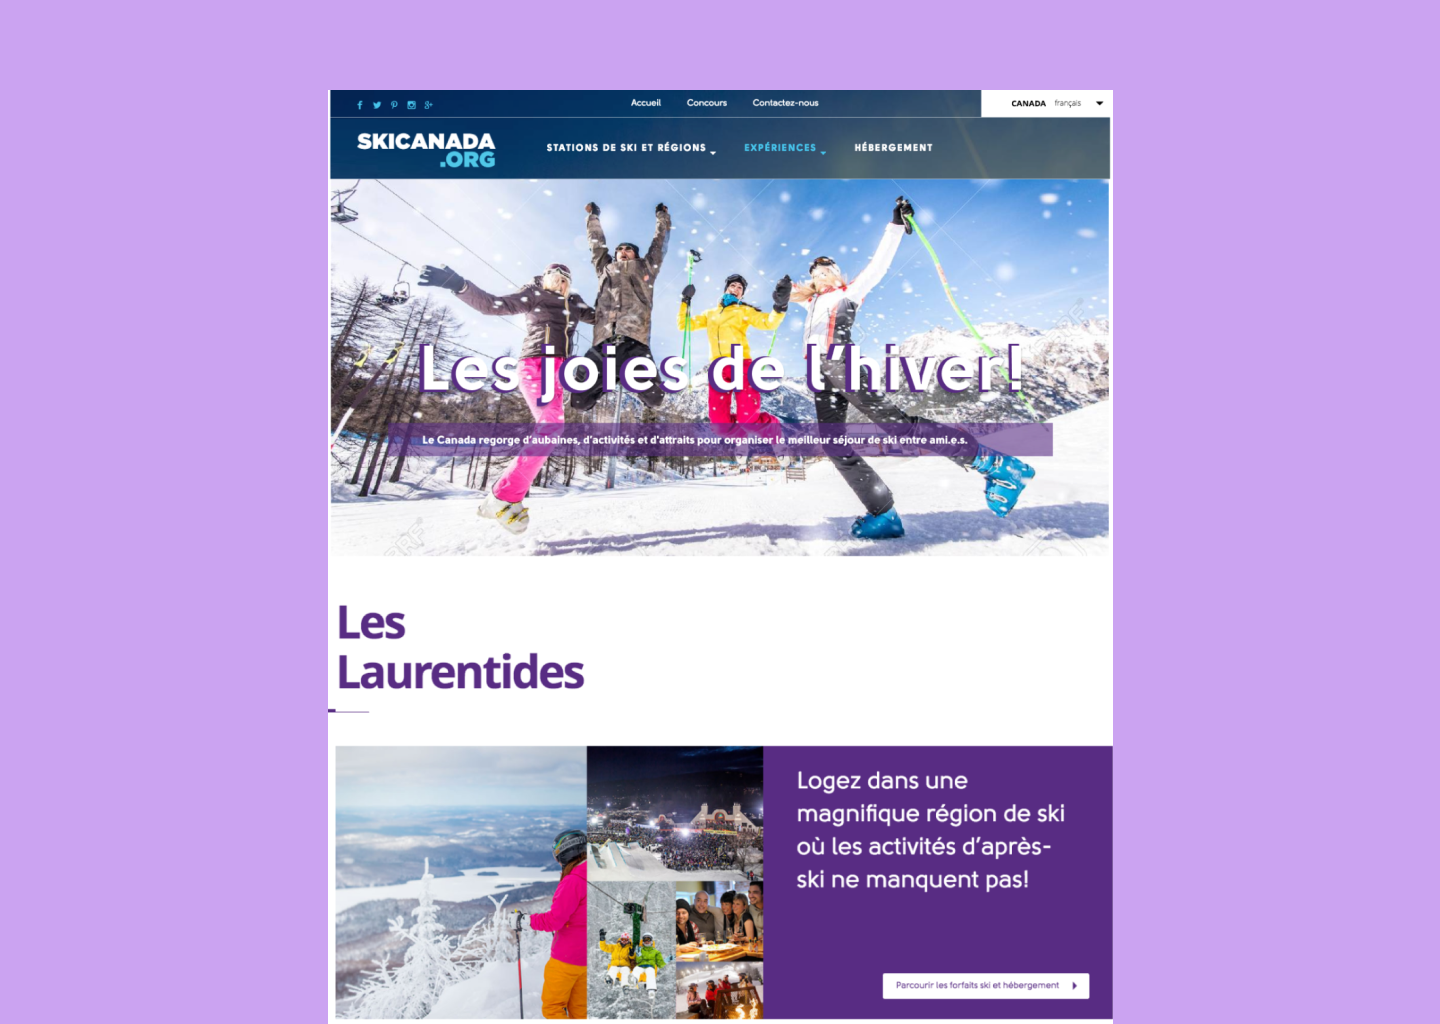 Accueil Concours Contactez-nous CANADA français
SKICANADA
.ORG
STATIONS DE SKI ET RÉGIONS EXPÉRIENCES HÉBERGEMENT
Les joies de l'hiver!
Le Canada regorge d'aubaines, d'activités et d'attraits pour organiser le meilleur séjour de ski entre ami.e.s.
Les
Laurentides
Logez dans une
magnifique région de ski
où les activités d'après-
ski ne manquent pas!
Parcourir les forfaits ski et hébergement